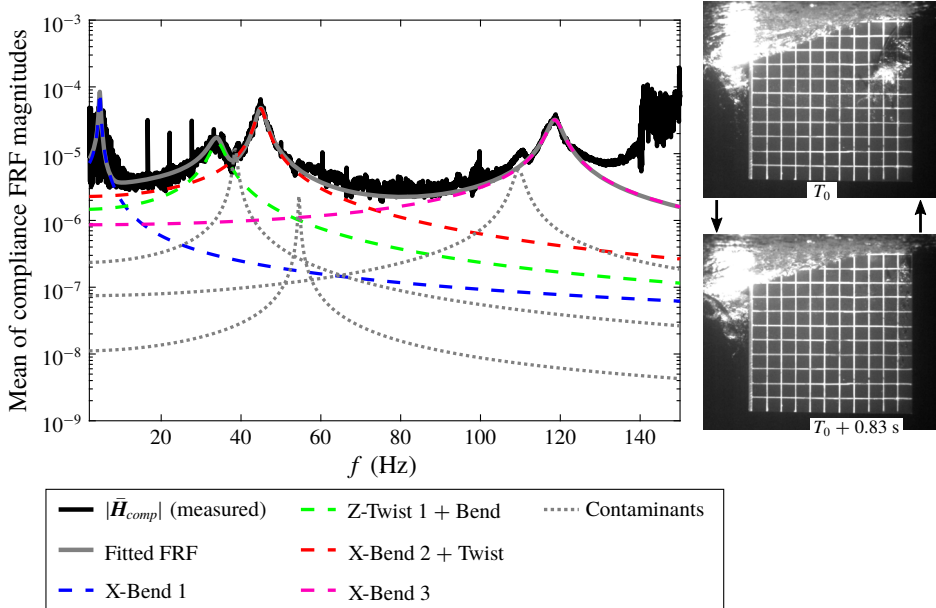 Mean of compliance FRF magnitudes
10⁻³
10⁻⁴
10⁻⁵
10⁻⁶
10⁻⁷
10⁻⁸
10⁻⁹
20 40 60 80 100 120 140
f (Hz)
T₀
T₀ + 0.83 s
|H̄comp| (measured)
Fitted FRF
X-Bend 1
Z-Twist 1 + Bend
X-Bend 2 + Twist
X-Bend 3
Contaminants